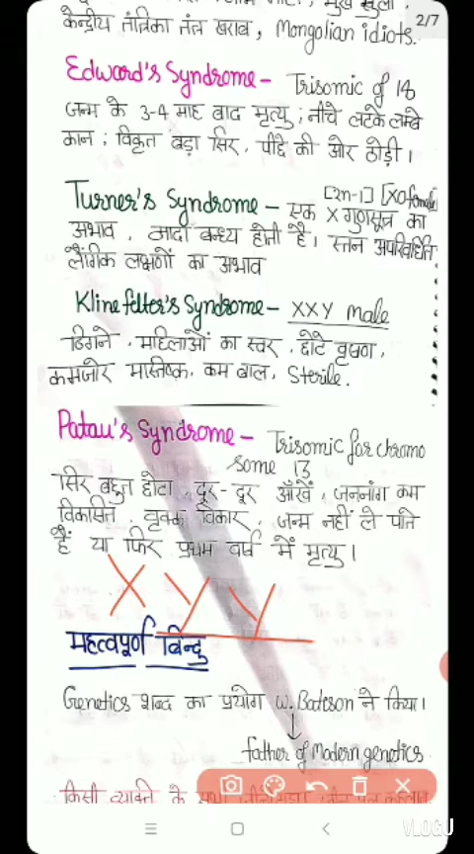 केन्द्रीय तंत्रिका तंत्र खराब, Mongolian idiots.
2/7
Edward's Syndrome - Trisomic of 18
जन्म के 3-4 माह बाद मृत्यु; नीचे लटके लम्बे
कान; विकृत बड़ा सिर, पीछे की ओर ठोड़ी।
[2n-1] [XO female]
Turner's Syndrome - एक X गुणसूत्र का
अभाव, मादा बन्ध्य होती है। स्तन अपरिवर्धित
लैंगिक लक्षणों का अभाव
Klinefelter's Syndrome - XXY male
ठिगने, महिलाओं का स्वर, छोटे वृषण,
कमजोर मास्तिष्क, कम बाल, Sterile.
Patau's Syndrome - Trisomic for chromo
some 13
सिर बहुत छोटा, दूर-दूर आँखें, जननांग कम
विकसित, वृक्क विकार, जन्म नहीं ले पाते
हैं या फिर प्रथम वर्ष में मृत्यु।
XYY
महत्वपूर्ण बिन्दु
Genetics शब्द का प्रयोग W. Bateson ने किया।
father of Modern genetics
किसी व्यक्ति के
VLOGU